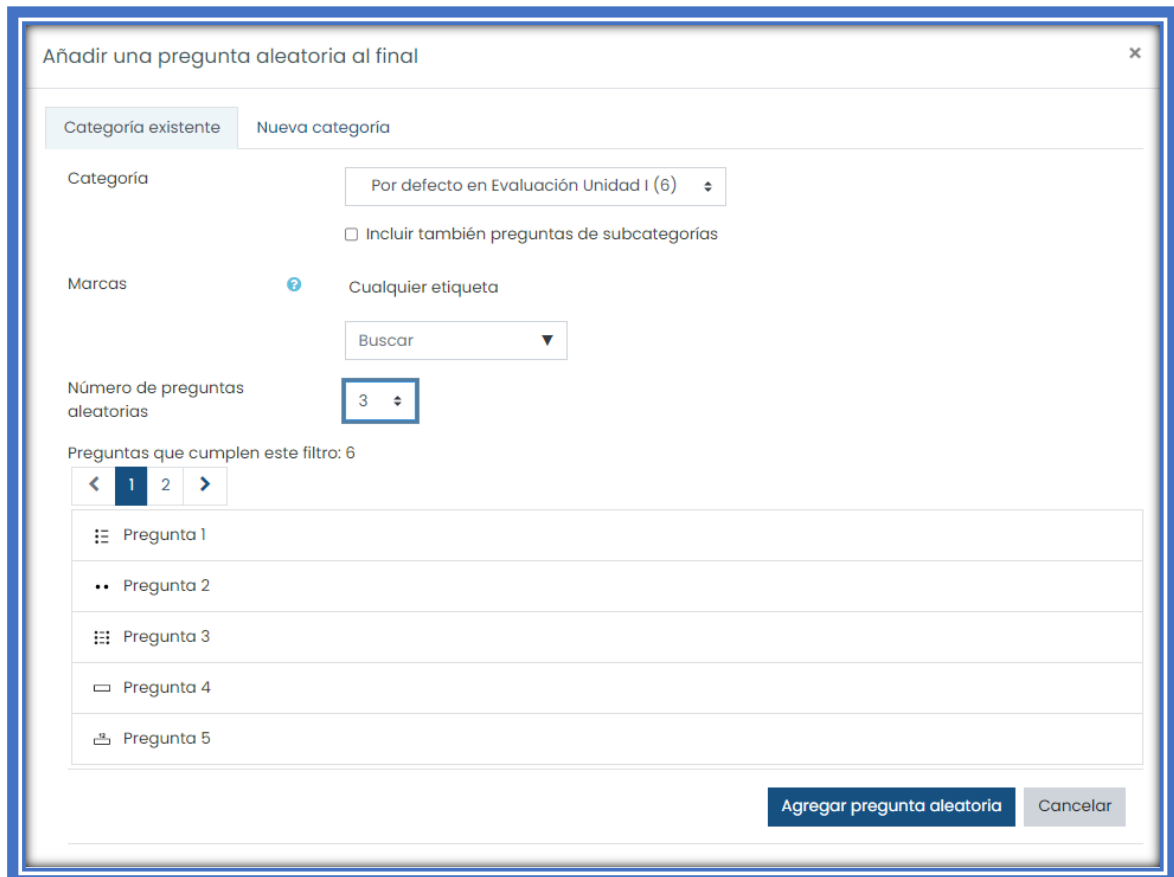 Añadir una pregunta aleatoria al final ×
Categoría existente Nueva categoría
Categoría Por defecto en Evaluación Unidad I (6)
Incluir también preguntas de subcategorías
Marcas ? Cualquier etiqueta
Buscar ▼
Número de preguntas
aleatorias 3
Preguntas que cumplen este filtro: 6
1 2
Pregunta 1
Pregunta 2
Pregunta 3
Pregunta 4
12 Pregunta 5
Agregar pregunta aleatoria Cancelar